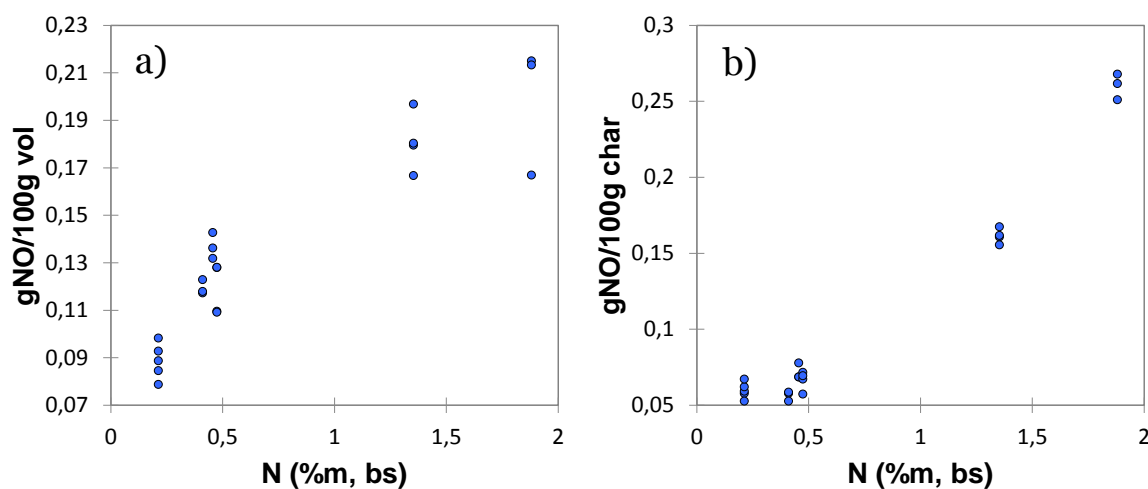 a)
gNO/100g vol
0,23
0,21
0,19
0,17
0,15
0,13
0,11
0,09
0,07
0 0,5 1 1,5 2
N (%m, bs)
b)
gNO/100g char
0,3
0,25
0,2
0,15
0,1
0,05
0 0,5 1 1,5 2
N (%m, bs)